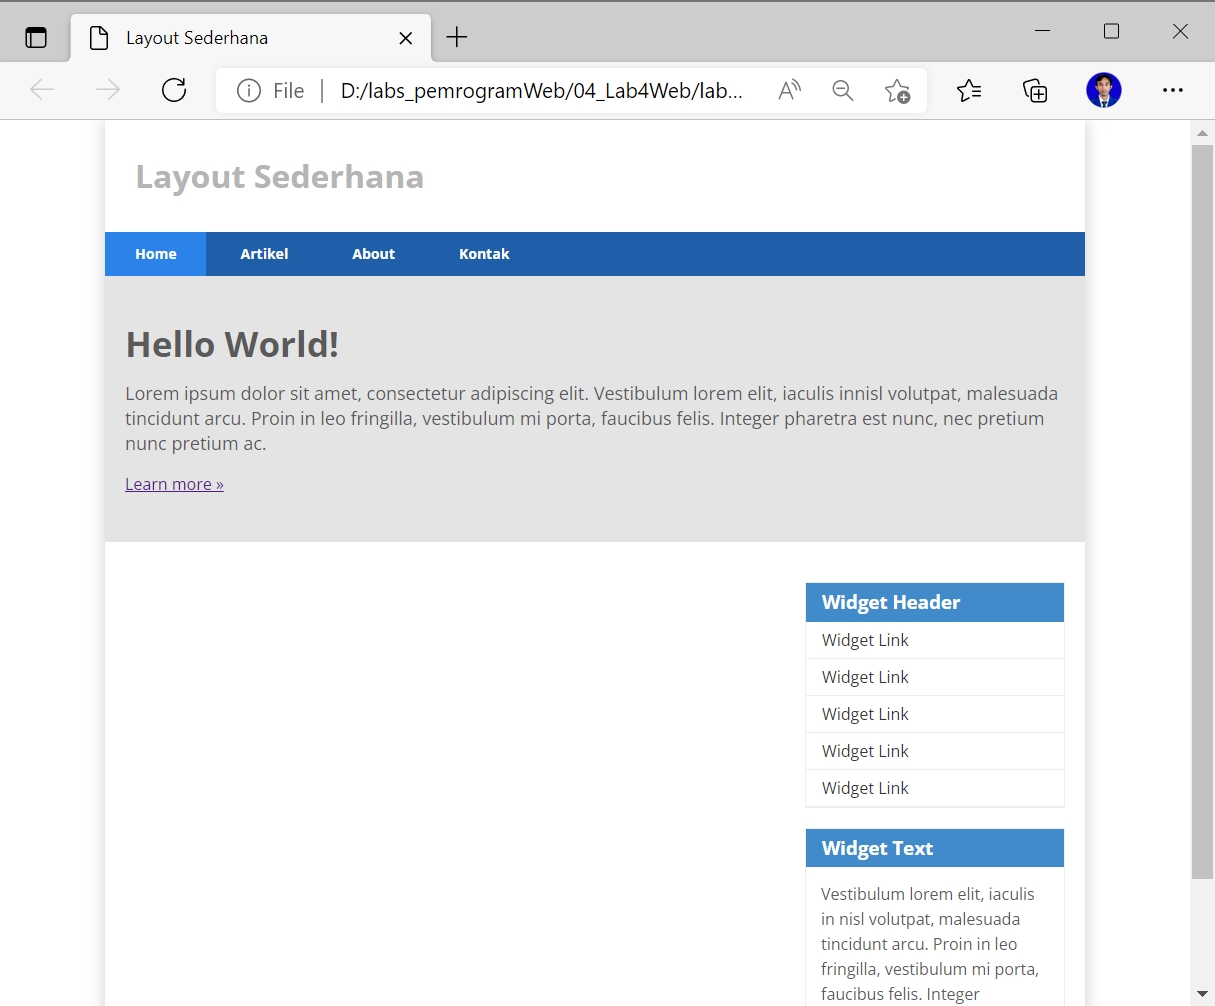 Layout Sederhana
File
D:/labs_pemrogramWeb/04_Lab4Web/lab...
Layout Sederhana
Home Artikel About Kontak
Hello World!
Lorem ipsum dolor sit amet, consectetur adipiscing elit. Vestibulum lorem elit, iaculis innisl volutpat, malesuada
tincidunt arcu. Proin in leo fringilla, vestibulum mi porta, faucibus felis. Integer pharetra est nunc, nec pretium
nunc pretium ac.
Learn more »
Widget Header
Widget Link
Widget Link
Widget Link
Widget Link
Widget Link
Widget Text
Vestibulum lorem elit, iaculis
in nisl volutpat, malesuada
tincidunt arcu. Proin in leo
fringilla, vestibulum mi porta,
faucibus felis. Integer